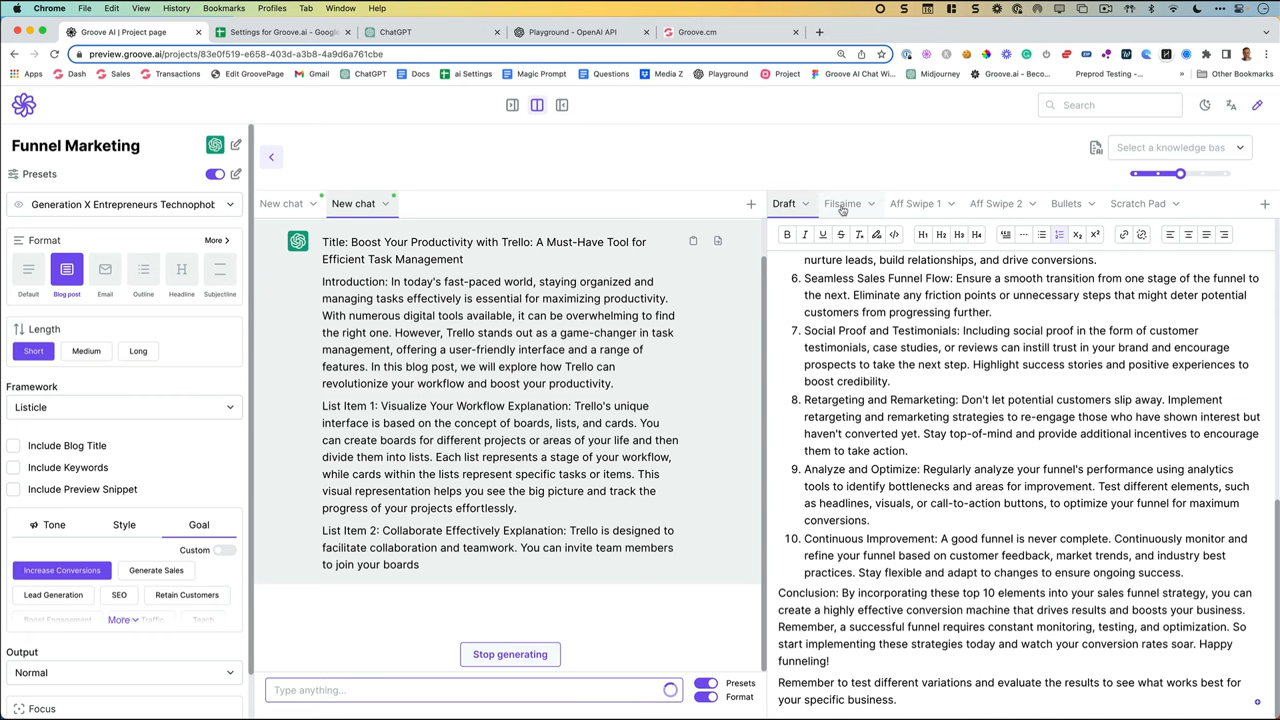 Chrome File Edit View History Bookmarks Profiles Tab Window Help
Groove AI | Project page
Settings for Groove.ai - Google
ChatGPT
Playground - OpenAI API
Groove.cm
preview.groove.ai/projects/83e0f519-e658-403d-a3b8-4a9d6a761cbe
Apps Dash Sales Transactions Edit GroovePage Gmail ChatGPT Docs ai Settings Magic Prompt Questions Media Z Playground Project Groove AI Chat Wi... Midjourney Groove.ai - Beco... Preprod Testing -... » Other Bookmarks
Search
Funnel Marketing
Presets
Generation X Entrepreneurs Technophob
Format
More
Default
Blog post
Email
Outline
Headline
Subjectline
Length
Short
Medium
Long
Framework
Listicle
Include Blog Title
Include Keywords
Include Preview Snippet
Tone
Style
Goal
Custom
Increase Conversions
Generate Sales
Lead Generation
SEO
Retain Customers
Boost Engagement
More
Traffic
Teach
Output
Normal
Focus
New chat
New chat
Title: Boost Your Productivity with Trello: A Must-Have Tool for
Efficient Task Management
Introduction: In today's fast-paced world, staying organized and
managing tasks effectively is essential for maximizing productivity.
With numerous digital tools available, it can be overwhelming to find
the right one. However, Trello stands out as a game-changer in task
management, offering a user-friendly interface and a range of
features. In this blog post, we will explore how Trello can
revolutionize your workflow and boost your productivity.
List Item 1: Visualize Your Workflow Explanation: Trello's unique
interface is based on the concept of boards, lists, and cards. You
can create boards for different projects or areas of your life and then
divide them into lists. Each list represents a stage of your workflow,
while cards within the lists represent specific tasks or items. This
visual representation helps you see the big picture and track the
progress of your projects effortlessly.
List Item 2: Collaborate Effectively Explanation: Trello is designed to
facilitate collaboration and teamwork. You can invite team members
to join your boards
Stop generating
Type anything...
Presets
Format
Select a knowledge bas
Draft
Filsaime
Aff Swipe 1
Aff Swipe 2
Bullets
Scratch Pad
B I U S H1 H2 H3 H4 X2 X2
nurture leads, build relationships, and drive conversions.
6. Seamless Sales Funnel Flow: Ensure a smooth transition from one stage of the funnel to
the next. Eliminate any friction points or unnecessary steps that might deter potential
customers from progressing further.
7. Social Proof and Testimonials: Including social proof in the form of customer
testimonials, case studies, or reviews can instill trust in your brand and encourage
prospects to take the next step. Highlight success stories and positive experiences to
boost credibility.
8. Retargeting and Remarketing: Don't let potential customers slip away. Implement
retargeting and remarketing strategies to re-engage those who have shown interest but
haven't converted yet. Stay top-of-mind and provide additional incentives to encourage
them to take action.
9. Analyze and Optimize: Regularly analyze your funnel's performance using analytics
tools to identify bottlenecks and areas for improvement. Test different elements, such
as headlines, visuals, or call-to-action buttons, to optimize your funnel for maximum
conversions.
10. Continuous Improvement: A good funnel is never complete. Continuously monitor and
refine your funnel based on customer feedback, market trends, and industry best
practices. Stay flexible and adapt to changes to ensure ongoing success.
Conclusion: By incorporating these top 10 elements into your sales funnel strategy, you can
create a highly effective conversion machine that drives results and boosts your business.
Remember, a successful funnel requires constant monitoring, testing, and optimization. So
start implementing these strategies today and watch your conversion rates soar. Happy
funneling!
Remember to test different variations and evaluate the results to see what works best for
your specific business.